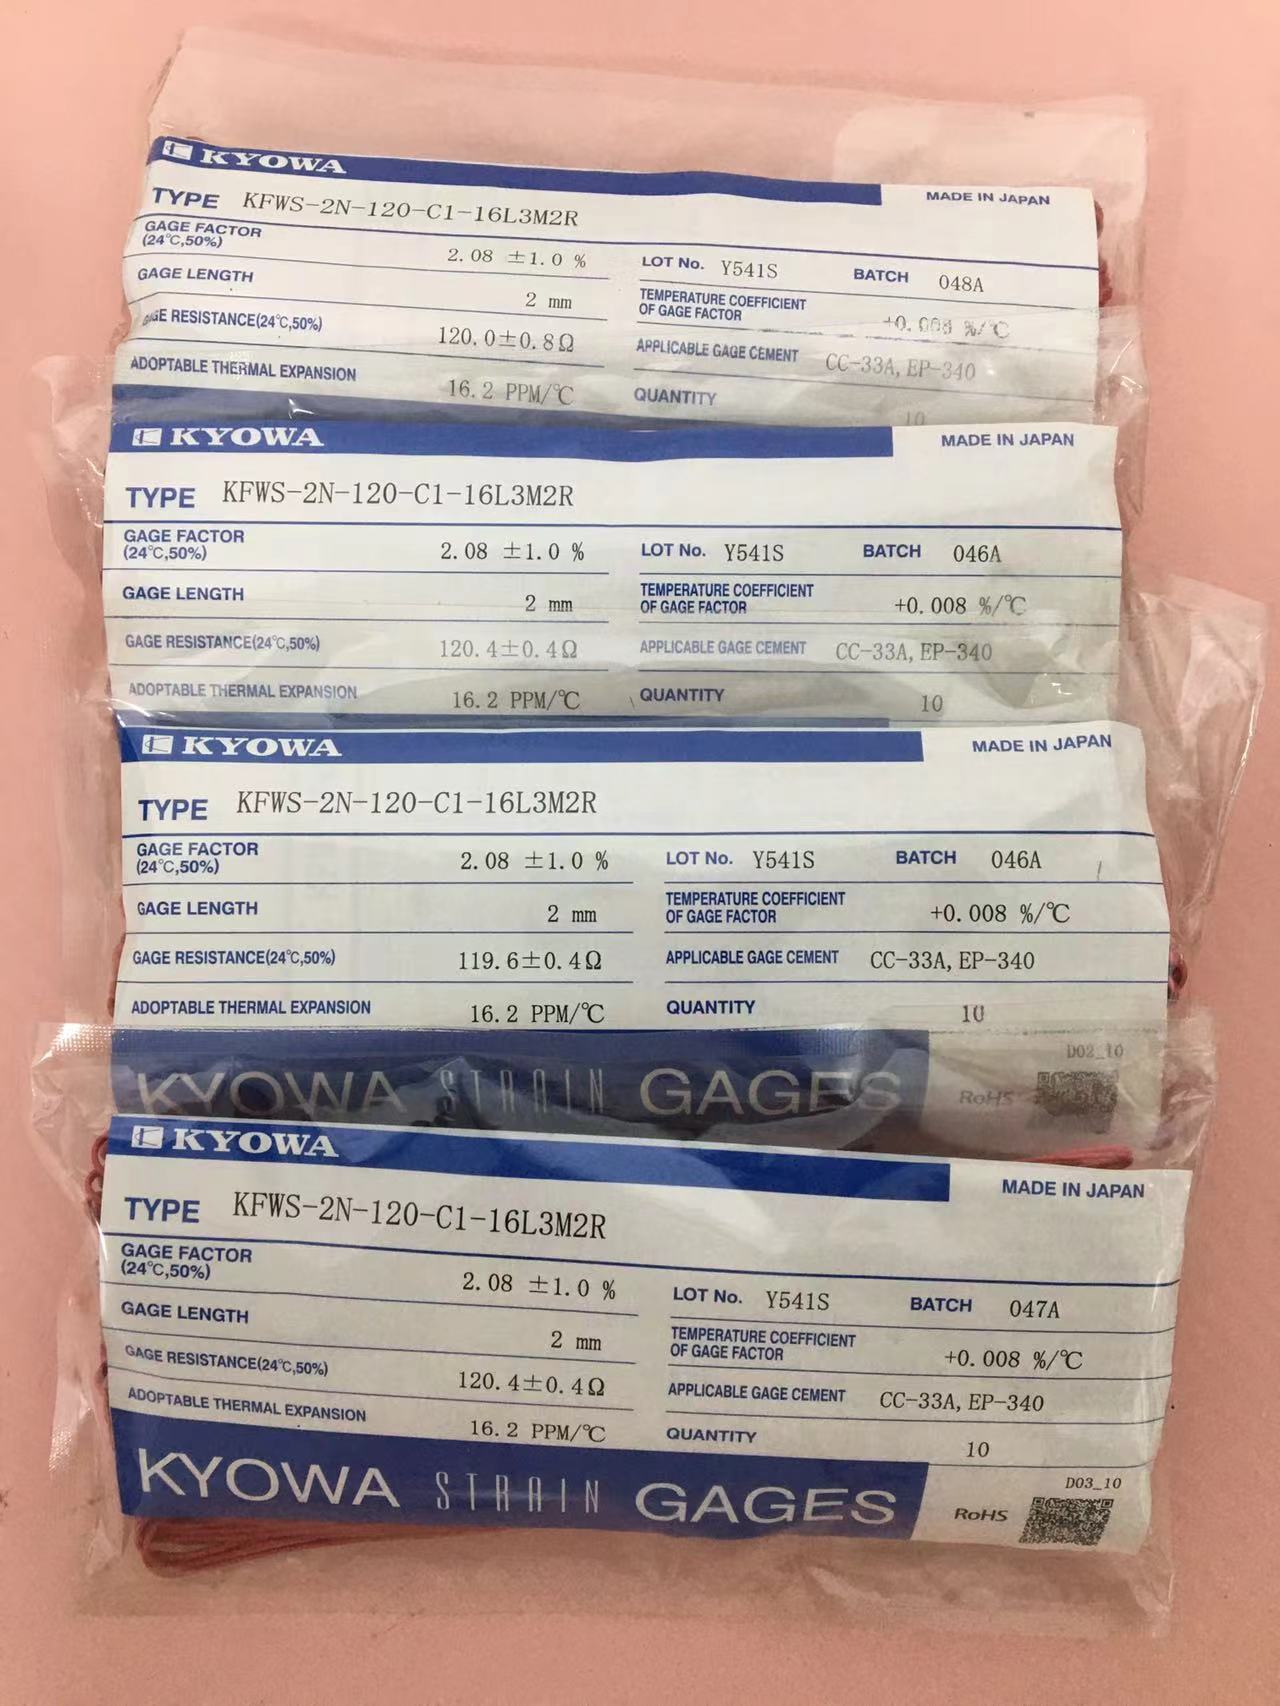 KYOWA
MADE IN JAPAN
TYPE KFWS-2N-120-C1-16L3M2R
GAGE FACTOR
(24℃,50%) 2.08 ±1.0 %
LOT No. Y541S BATCH 048A
GAGE LENGTH 2 mm
TEMPERATURE COEFFICIENT
OF GAGE FACTOR +0.008 %/℃
GAGE RESISTANCE(24℃,50%) 120.0±0.8Ω
APPLICABLE GAGE CEMENT CC-33A, EP-340
ADOPTABLE THERMAL EXPANSION 16.2 PPM/℃
QUANTITY 10
KYOWA
MADE IN JAPAN
TYPE KFWS-2N-120-C1-16L3M2R
GAGE FACTOR
(24℃,50%) 2.08 ±1.0 %
LOT No. Y541S BATCH 046A
GAGE LENGTH 2 mm
TEMPERATURE COEFFICIENT
OF GAGE FACTOR +0.008 %/℃
GAGE RESISTANCE(24℃,50%) 120.4±0.4Ω
APPLICABLE GAGE CEMENT CC-33A, EP-340
ADOPTABLE THERMAL EXPANSION 16.2 PPM/℃
QUANTITY 10
KYOWA
MADE IN JAPAN
TYPE KFWS-2N-120-C1-16L3M2R
GAGE FACTOR
(24℃,50%) 2.08 ±1.0 %
LOT No. Y541S BATCH 046A
GAGE LENGTH 2 mm
TEMPERATURE COEFFICIENT
OF GAGE FACTOR +0.008 %/℃
GAGE RESISTANCE(24℃,50%) 119.6±0.4Ω
APPLICABLE GAGE CEMENT CC-33A, EP-340
ADOPTABLE THERMAL EXPANSION 16.2 PPM/℃
QUANTITY 10
D02_10
KYOWA STRAIN GAGES
RoHS
KYOWA
MADE IN JAPAN
TYPE KFWS-2N-120-C1-16L3M2R
GAGE FACTOR
(24℃,50%) 2.08 ±1.0 %
LOT No. Y541S BATCH 047A
GAGE LENGTH 2 mm
TEMPERATURE COEFFICIENT
OF GAGE FACTOR +0.008 %/℃
GAGE RESISTANCE(24℃,50%) 120.4±0.4Ω
APPLICABLE GAGE CEMENT CC-33A, EP-340
ADOPTABLE THERMAL EXPANSION 16.2 PPM/℃
QUANTITY 10
D03_10
KYOWA STRAIN GAGES
RoHS